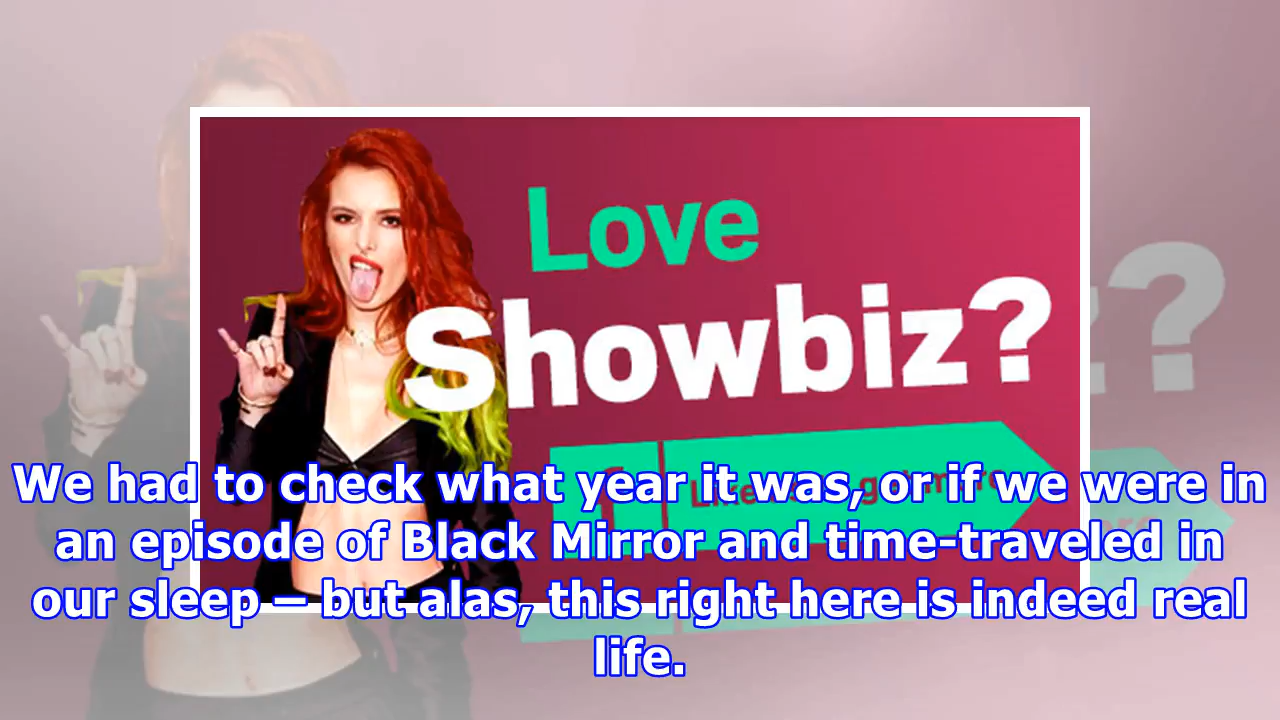 Love
Showbiz?
We had to check what year it was, or if we were in
an episode of Black Mirror and time-traveled in
our sleep — but alas, this right here is indeed real
life.